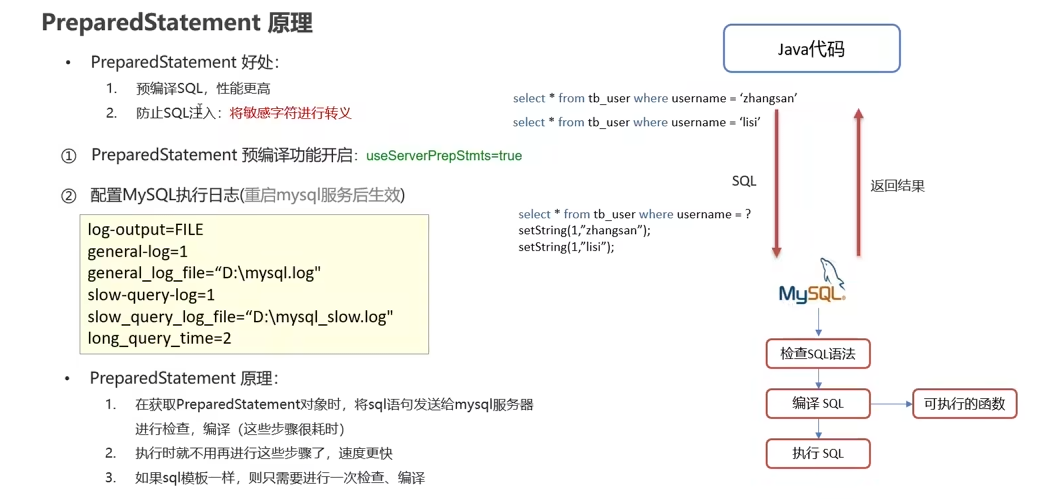 PreparedStatement 原理
• PreparedStatement 好处：
1. 预编译SQL，性能更高
2. 防止SQL注入：将敏感字符进行转义
① PreparedStatement 预编译功能开启：useServerPrepStmts=true
② 配置MySQL执行日志(重启mysql服务后生效)
log-output=FILE
general-log=1
general_log_file=“D:\mysql.log"
slow-query-log=1
slow_query_log_file=“D:\mysql_slow.log"
long_query_time=2
• PreparedStatement 原理：
1. 在获取PreparedStatement对象时，将sql语句发送给mysql服务器
进行检查，编译（这些步骤很耗时）
2. 执行时就不用再进行这些步骤了，速度更快
3. 如果sql模板一样，则只需要进行一次检查、编译
Java代码
select * from tb_user where username = ‘zhangsan’
select * from tb_user where username = ‘lisi’
SQL
返回结果
select * from tb_user where username = ?
setString(1,”zhangsan”);
setString(1,”lisi”);
MySQL®
检查SQL语法
编译 SQL
可执行的函数
执行 SQL